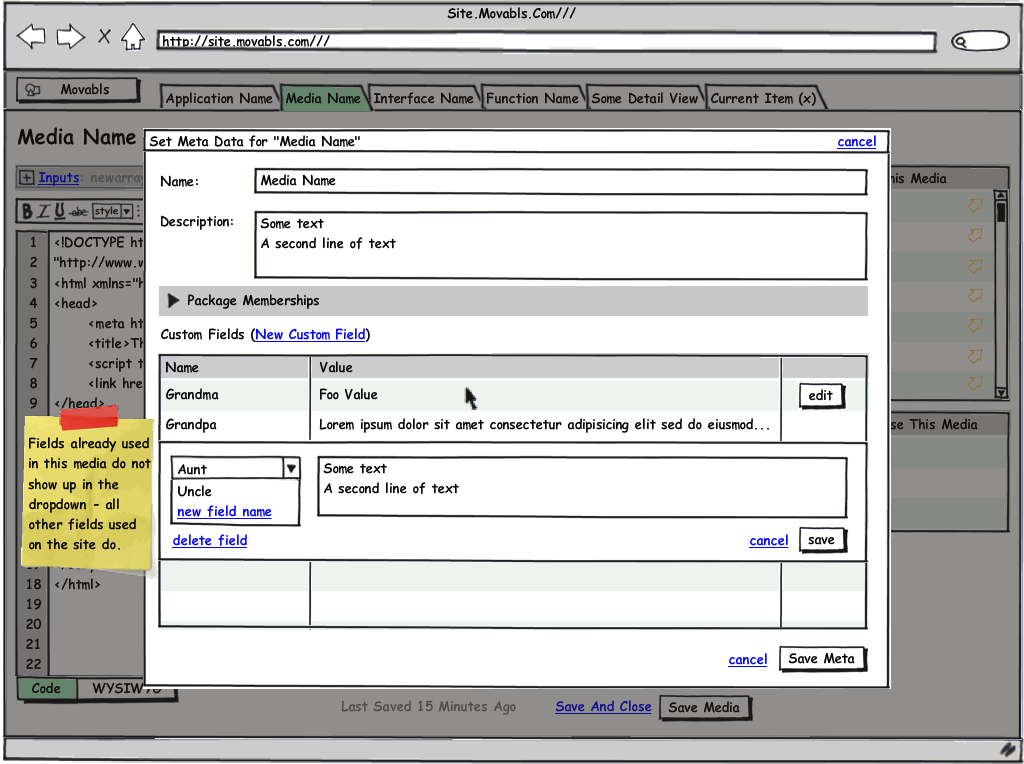 Site.Movabls.Com///
http://site.movabls.com///
Movabls
Application Name
Media Name
Interface Name
Function Name
Some Detail View
Current Item (x)
Media Name
Inputs: newarray
B I U abc style
1 <!DOCTYPE ht
2 "http://www.w
3 <html xmlns="h
4 <head>
5 <meta ht
6 <title>Th
7 <script t
8 <link hre
9 </head>
18 </html>
19
20
21
22
Code
WYSIWYG
his Media
se This Media
Set Meta Data for "Media Name"
cancel
Name:
Media Name
Description:
Some text
A second line of text
Package Memberships
Custom Fields (New Custom Field)
Name Value
Grandma Foo Value edit
Grandpa Lorem ipsum dolor sit amet consectetur adipisicing elit sed do eiusmod...
Aunt
Uncle
new field name
Some text
A second line of text
delete field
cancel
save
cancel
Save Meta
Fields already used
in this media do not
show up in the
dropdown - all
other fields used
on the site do.
Last Saved 15 Minutes Ago
Save And Close
Save Media